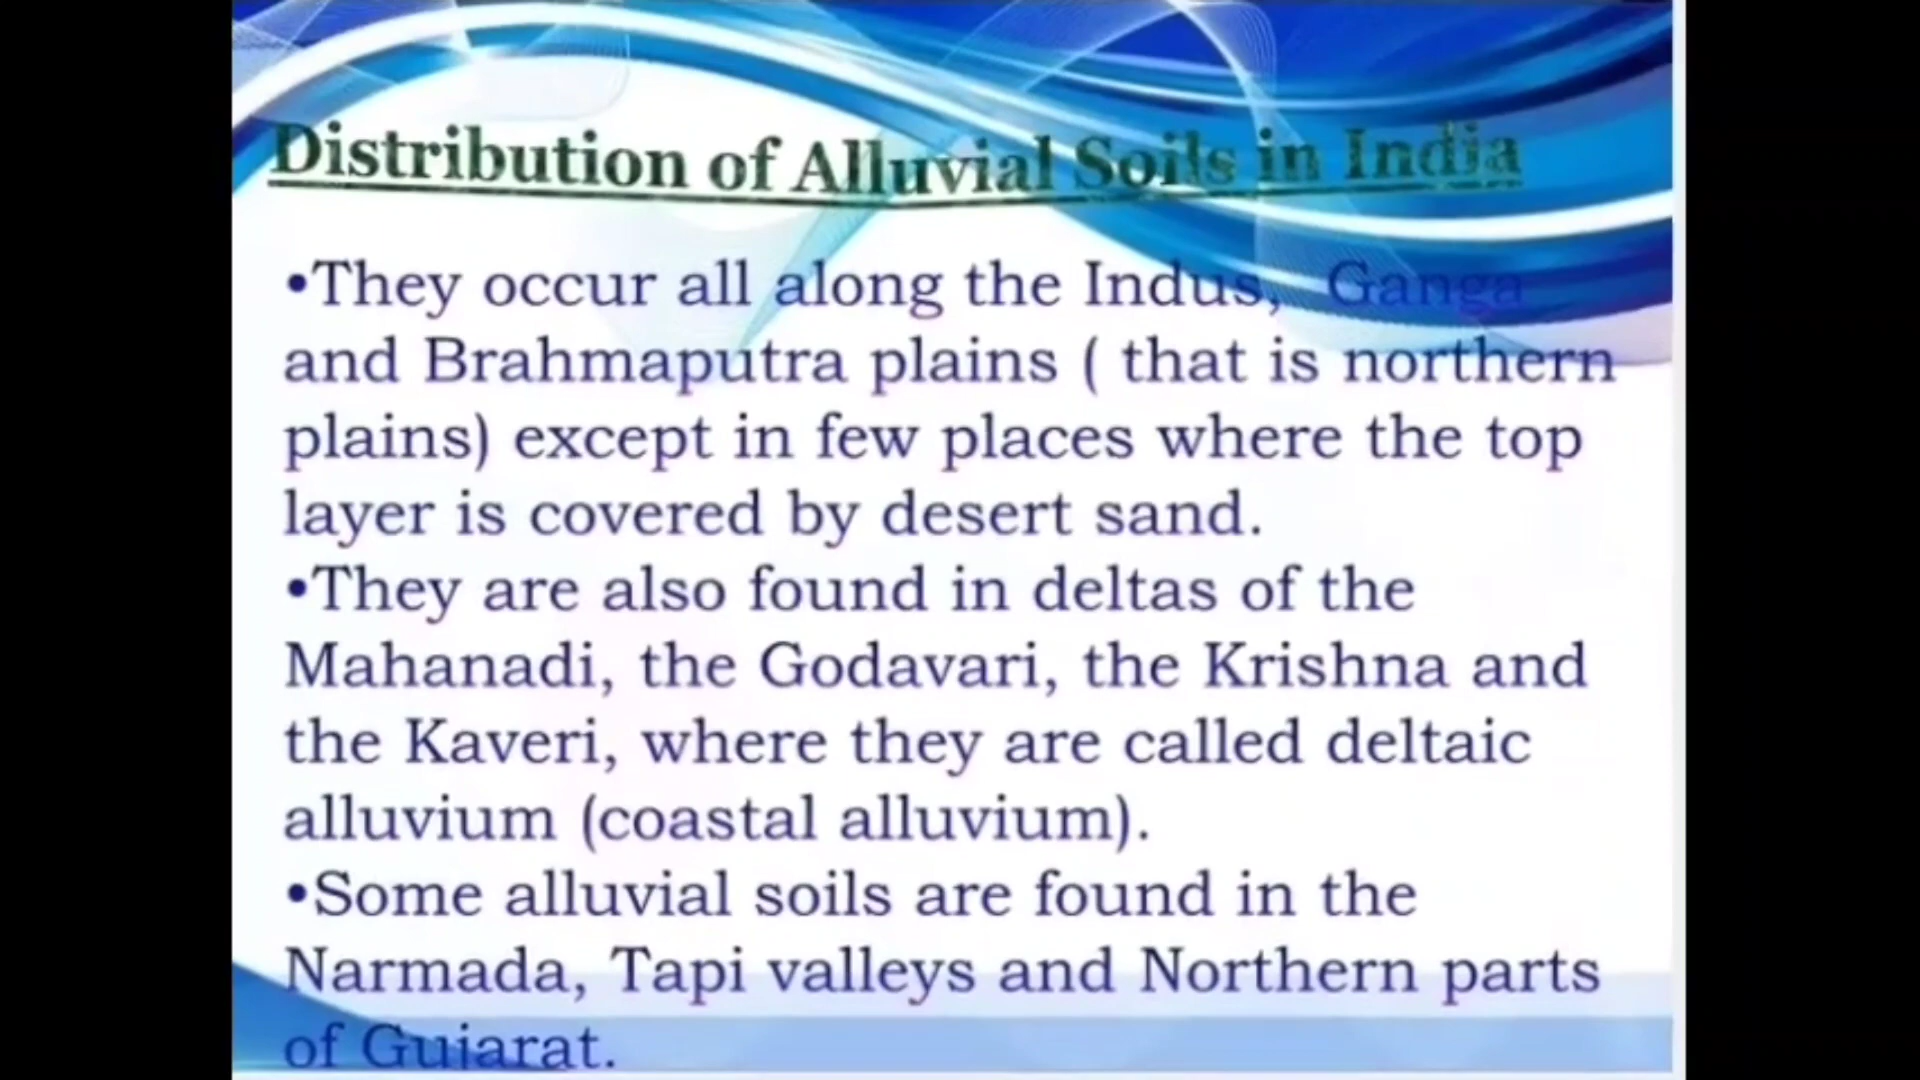 Distribution of Alluvial Soils in India
•They occur all along the Indus, Ganga
and Brahmaputra plains ( that is northern
plains) except in few places where the top
layer is covered by desert sand.
•They are also found in deltas of the
Mahanadi, the Godavari, the Krishna and
the Kaveri, where they are called deltaic
alluvium (coastal alluvium).
•Some alluvial soils are found in the
Narmada, Tapi valleys and Northern parts
of Gujarat.